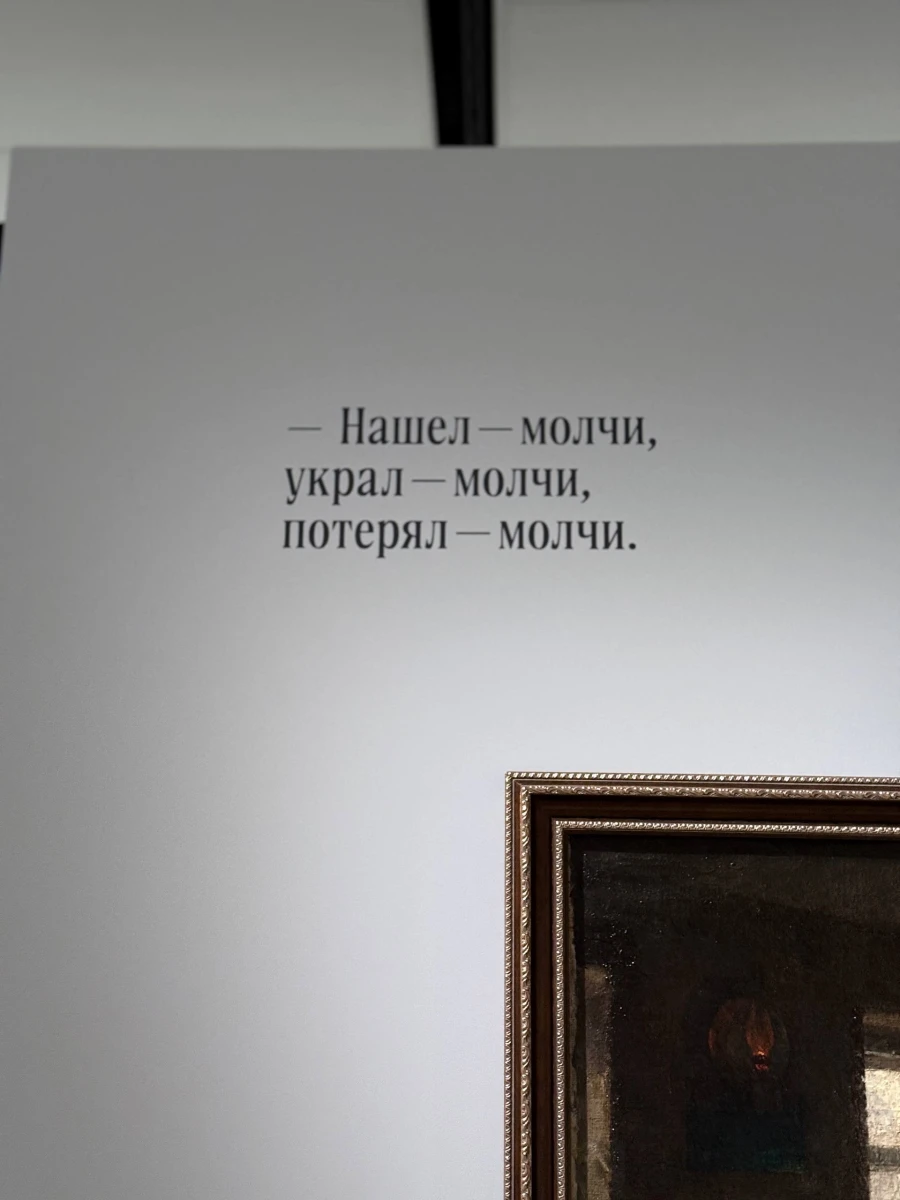 — Нашел — молчи,
украл — молчи,
потерял — молчи.